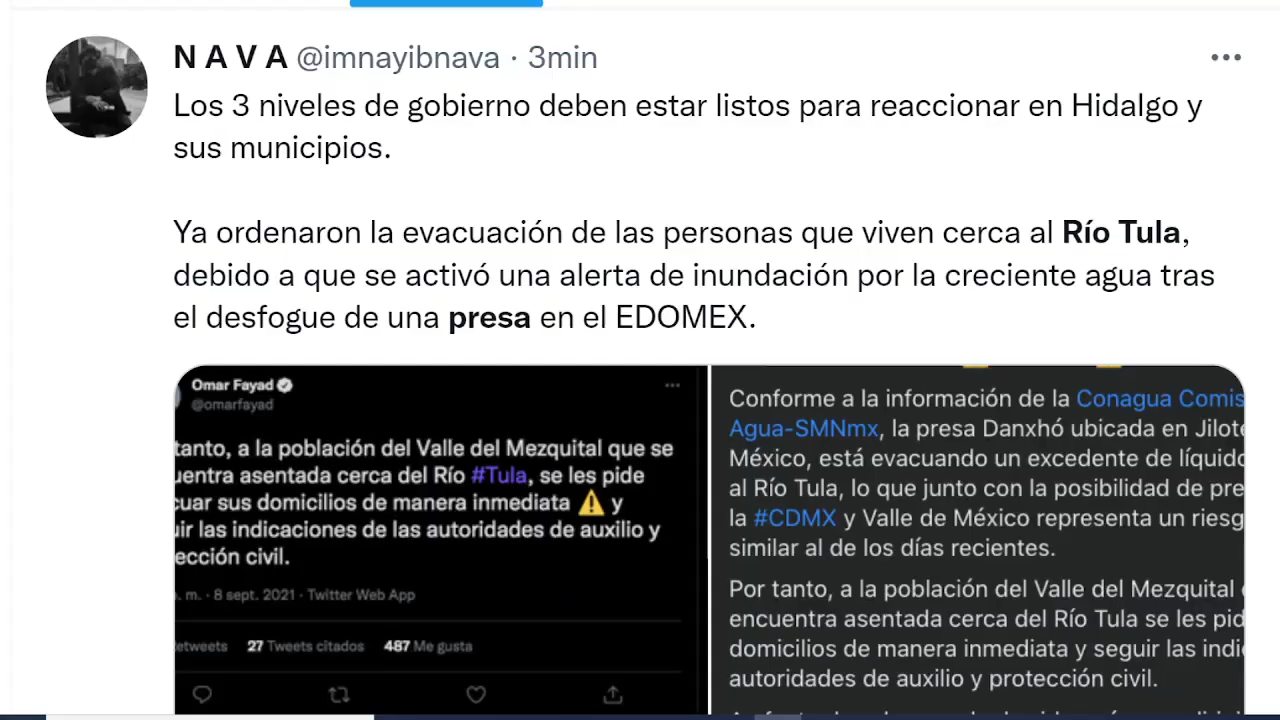 N A V A @imnayibnava · 3min
Los 3 niveles de gobierno deben estar listos para reaccionar en Hidalgo y
sus municipios.
Ya ordenaron la evacuación de las personas que viven cerca al Río Tula,
debido a que se activó una alerta de inundación por la creciente agua tras
el desfogue de una presa en el EDOMEX.
Omar Fayad
@omarfayad
tanto, a la población del Valle del Mezquital que se
uentra asentada cerca del Río #Tula, se les pide
cuar sus domicilios de manera inmediata ⚠️ y
uir las indicaciones de las autoridades de auxilio y
ección civil.
. m. · 8 sept. 2021 · Twitter Web App
etweets 27 Tweets citados 487 Me gusta
Conforme a la información de la Conagua Comis
Agua-SMNmx, la presa Danxhó ubicada en Jilote
México, está evacuando un excedente de líquido
al Río Tula, lo que junto con la posibilidad de pre
la #CDMX y Valle de México representa un riesg
similar al de los días recientes.
Por tanto, a la población del Valle del Mezquital
encuentra asentada cerca del Río Tula se les pid
domicilios de manera inmediata y seguir las indi
autoridades de auxilio y protección civil.